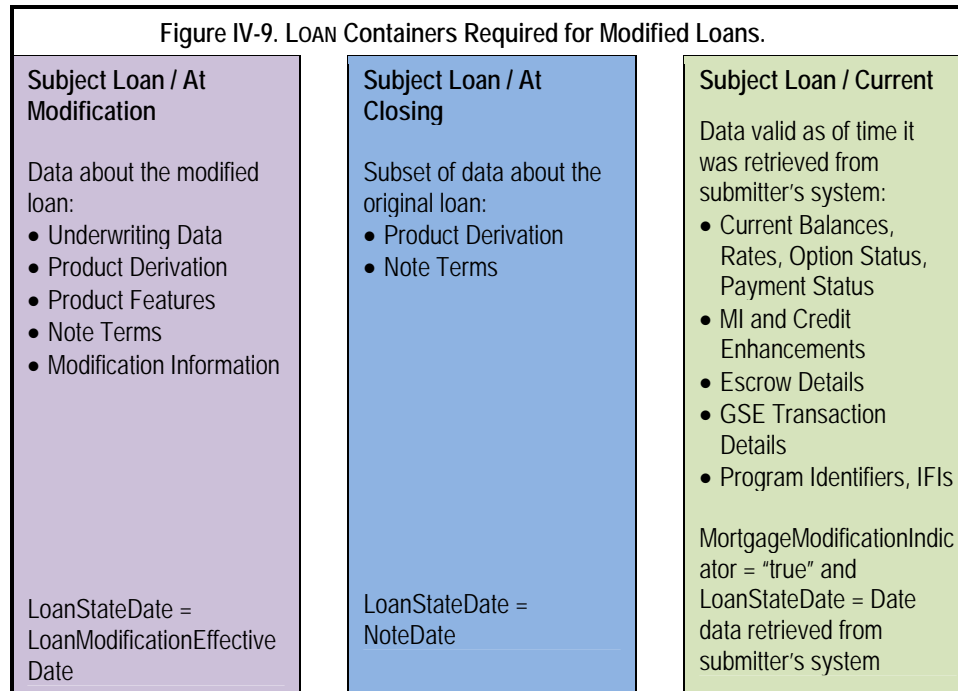 Figure IV-9. LOAN Containers Required for Modified Loans.
Subject Loan / At
Modification
Data about the modified
loan:
• Underwriting Data
• Product Derivation
• Product Features
• Note Terms
• Modification Information
LoanStateDate =
LoanModificationEffective
Date
Subject Loan / At
Closing
Subset of data about the
original loan:
• Product Derivation
• Note Terms
LoanStateDate =
NoteDate
Subject Loan / Current
Data valid as of time it
was retrieved from
submitter’s system:
• Current Balances,
Rates, Option Status,
Payment Status
• MI and Credit
Enhancements
• Escrow Details
• GSE Transaction
Details
• Program Identifiers, IFIs
MortgageModificationIndic
ator = “true” and
LoanStateDate = Date
data retrieved from
submitter’s system